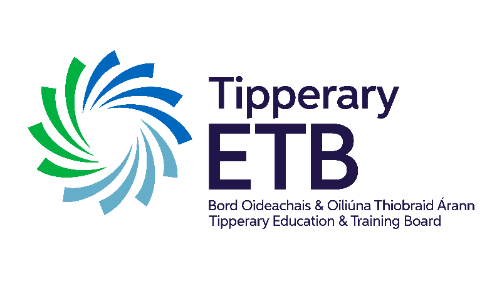 Tipperary
ETB
Bord Oideachais & Oiliúna Thiobraid Árann
Tipperary Education & Training Board